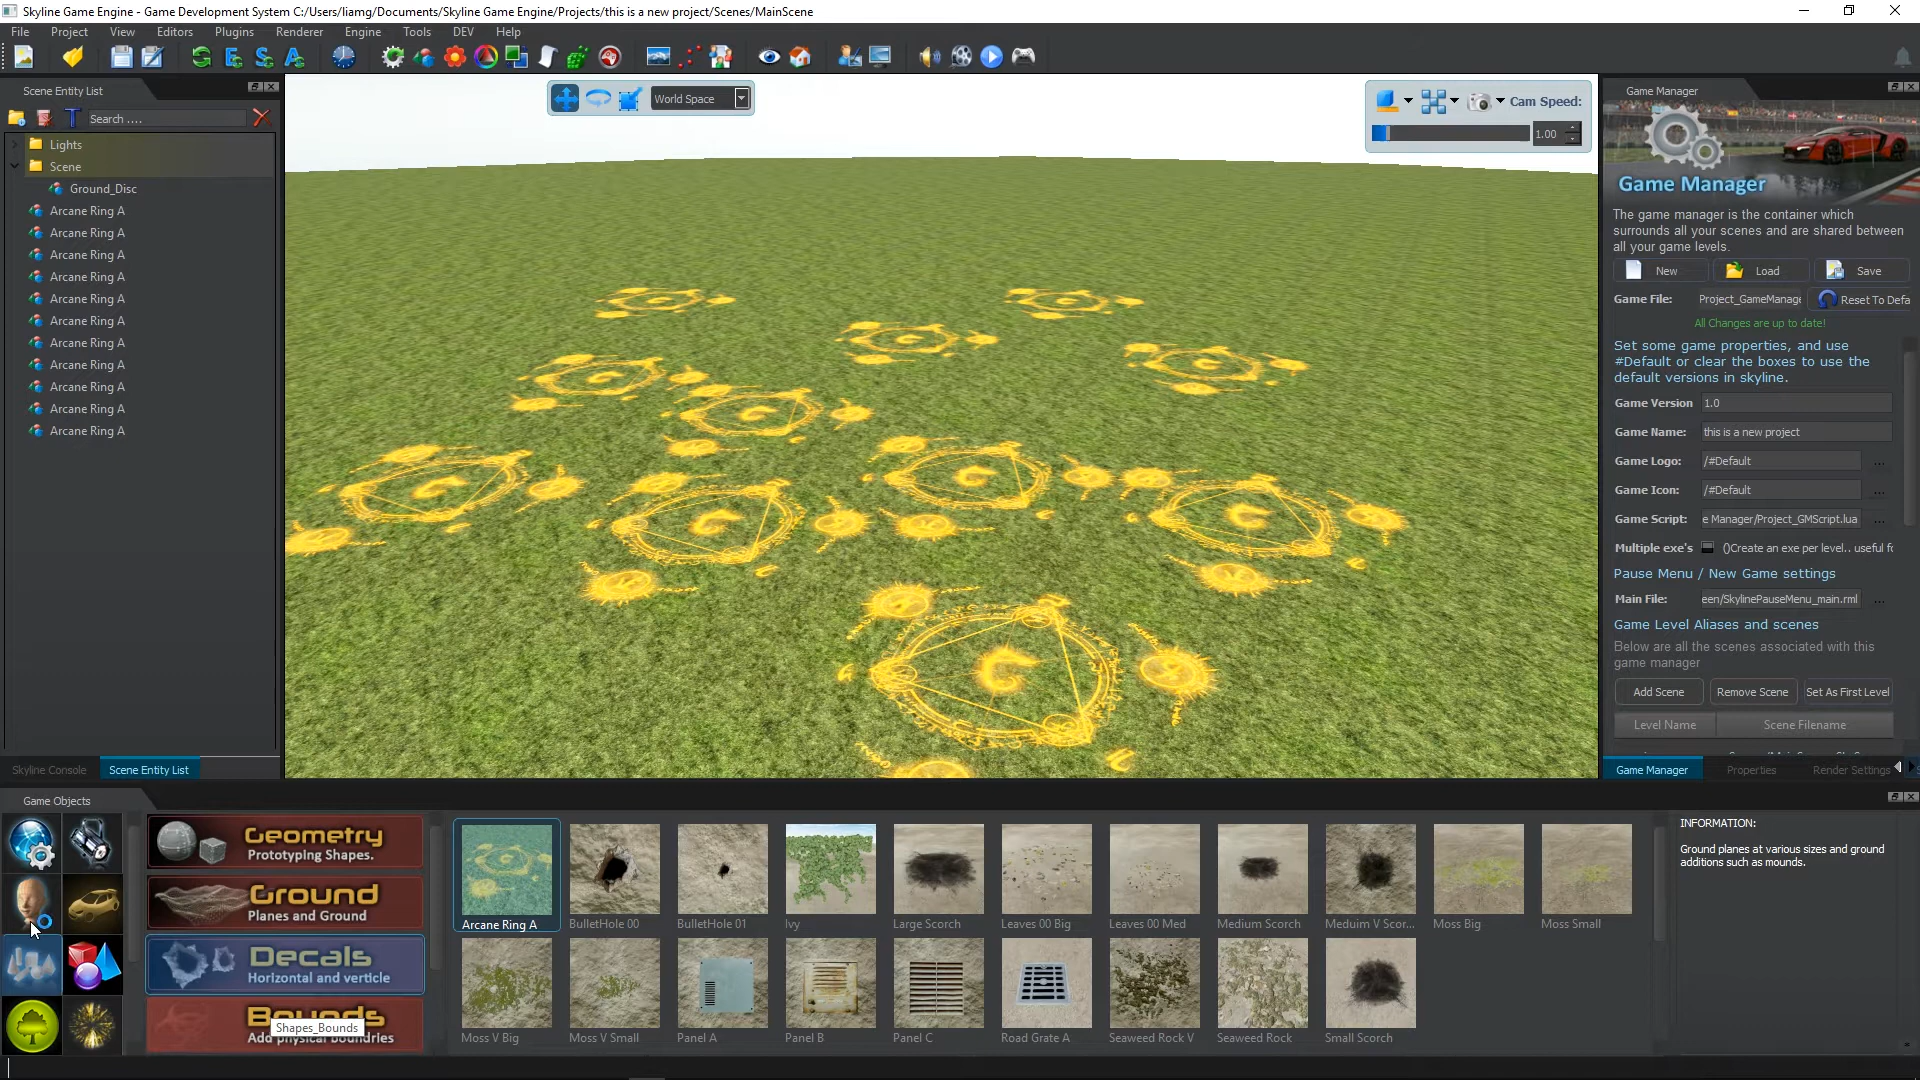 Skyline Game Engine - Game Development System C:/Users/liamg/Documents/Skyline Game Engine/Projects/this is a new project/Scenes/MainScene
File Project View Editors Plugins Renderer Engine Tools DEV Help
Scene Entity List
Search ....
Lights
Scene
Ground_Disc
Arcane Ring A
Arcane Ring A
Arcane Ring A
Arcane Ring A
Arcane Ring A
Arcane Ring A
Arcane Ring A
Arcane Ring A
Arcane Ring A
Arcane Ring A
Arcane Ring A
Skyline Console Scene Entity List
World Space
Cam Speed:
1.00
Game Manager
Game Manager
The game manager is the container which
surrounds all your scenes and are shared between
all your game levels.
New Load Save
Game File: Project_GameManage Reset To Defa
All Changes are up to date!
Set some game properties, and use
#Default or clear the boxes to use the
default versions in skyline.
Game Version 1.0
Game Name: this is a new project
Game Logo: /#Default ...
Game Icon: /#Default ...
Game Script: e Manager/Project_GMScript.lua ...
Multiple exe's ()Create an exe per level.. useful fo
Pause Menu / New Game settings
Main File: een/SkylinePauseMenu_main.rml ...
Game Level Aliases and scenes
Below are all the scenes associated with this
game manager
Add Scene Remove Scene Set As First Level
Level Name Scene Filename
Game Manager Properties Render Settings
Game Objects
Geometry
Prototyping Shapes.
Ground
Planes and Ground
Decals
Horizontal and verticle
Bounds
Shapes_Bounds
Add physical boundries
Arcane Ring A BulletHole 00 BulletHole 01 Ivy Large Scorch Leaves 00 Big Leaves 00 Med Medium Scorch Meduim V Scor... Moss Big Moss Small
Moss V Big Moss V Small Panel A Panel B Panel C Road Grate A Seaweed Rock V Seaweed Rock Small Scorch
INFORMATION:
Ground planes at various sizes and ground
additions such as mounds.